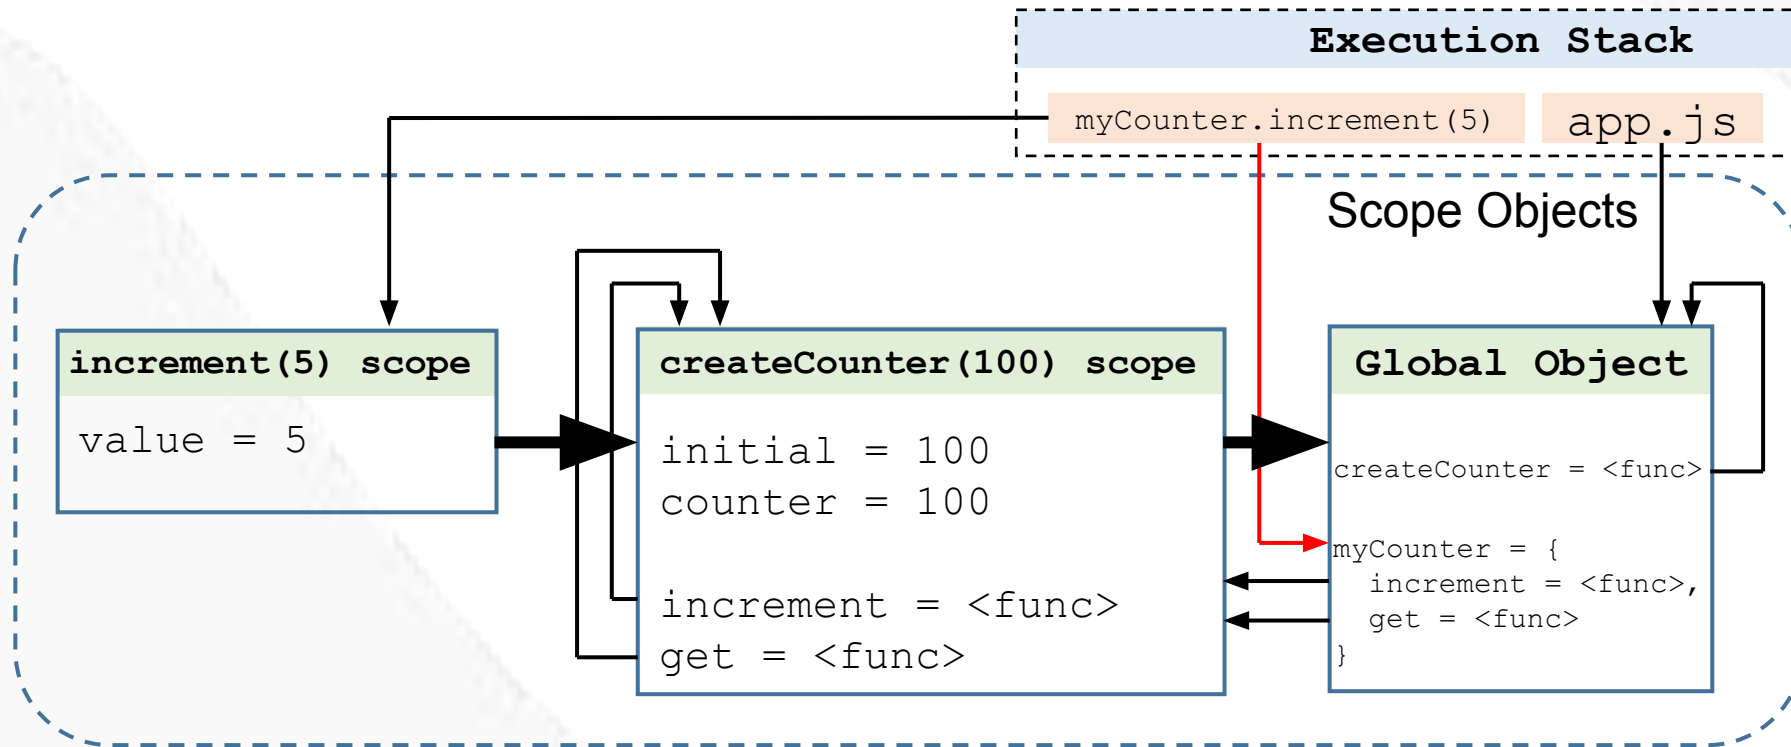 Execution Stack
myCounter.increment(5)
app.js
Scope Objects
increment(5) scope
value = 5
createCounter(100) scope
initial = 100
counter = 100
increment = <func>
get = <func>
Global Object
createCounter = <func>
myCounter = {
increment = <func>,
get = <func>
}